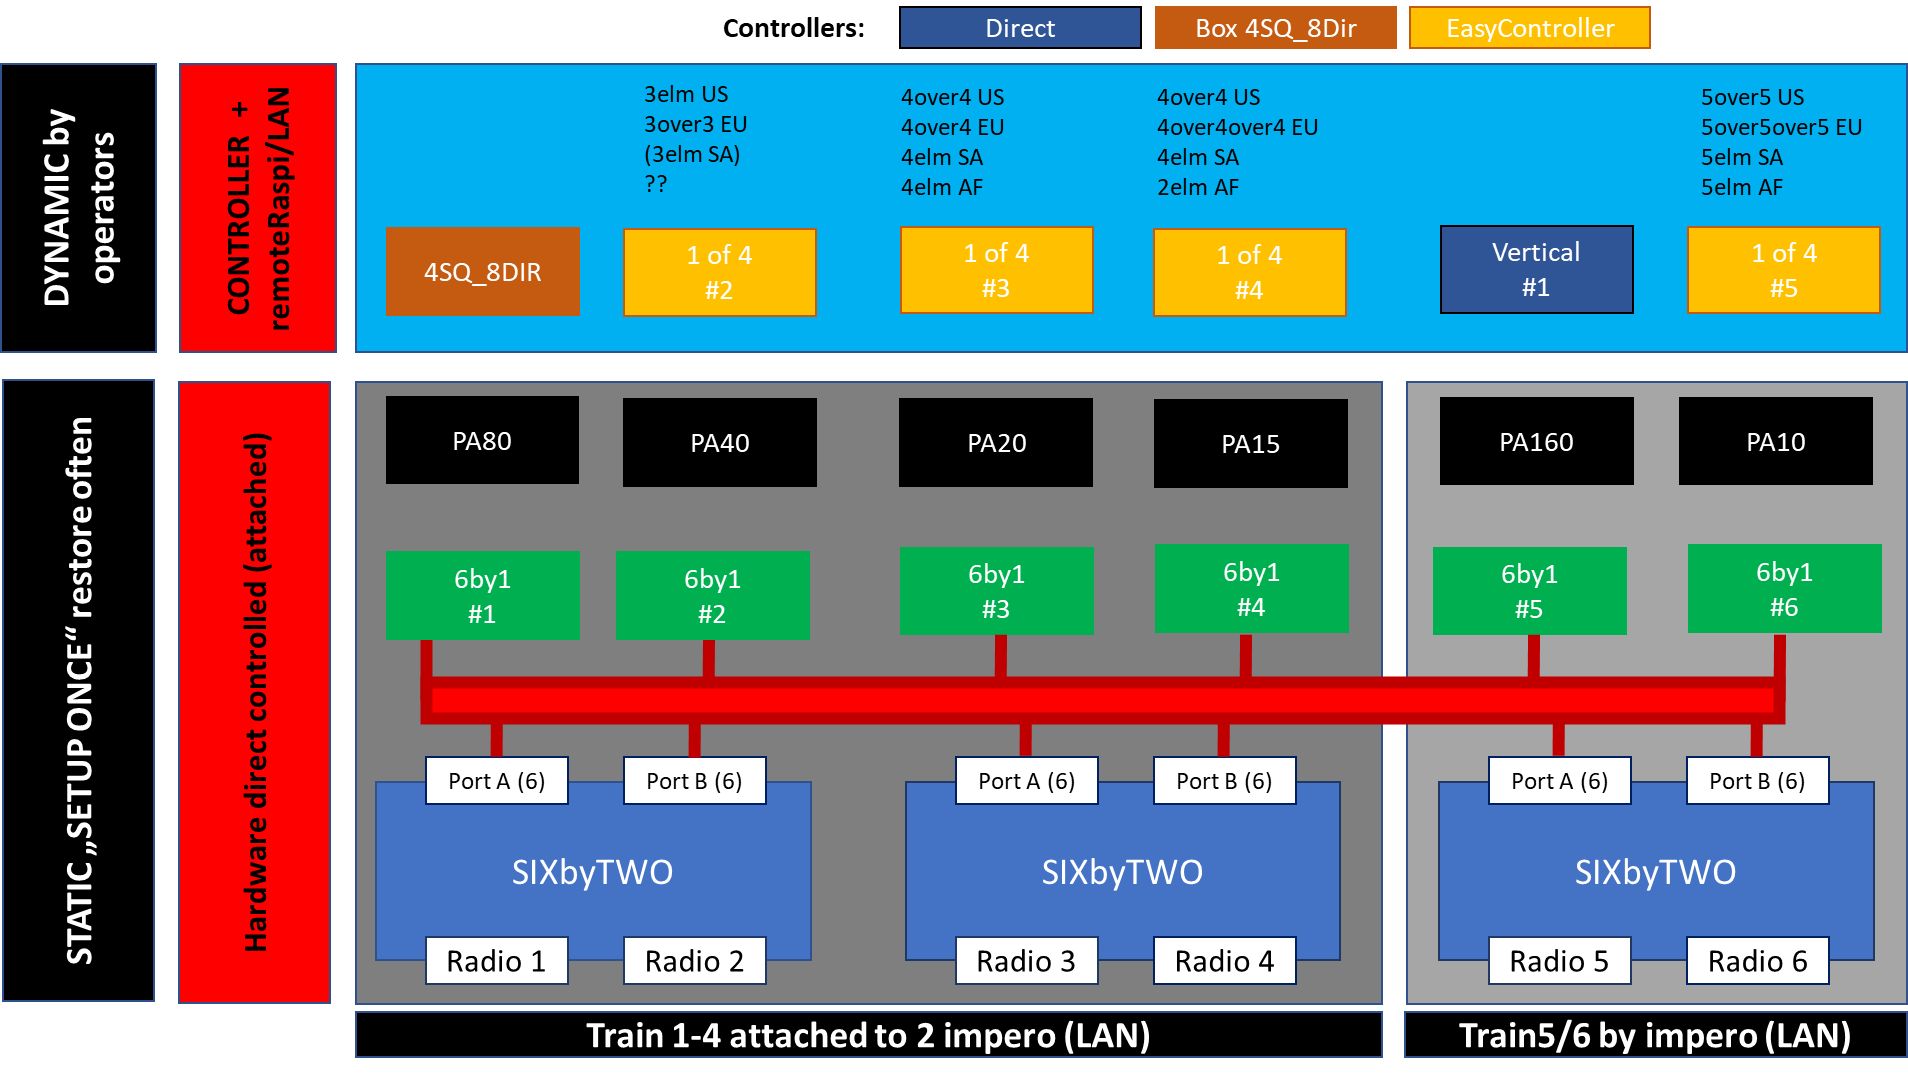 Controllers:
Direct
Box 4SQ_8Dir
EasyController
DYNAMIC by
operators
CONTROLLER +
remoteRaspi/LAN
3elm US
3over3 EU
(3elm SA)
??
4over4 US
4over4 EU
4elm SA
4elm AF
4over4 US
4over4over4 EU
4elm SA
2elm AF
5over5 US
5over5over5 EU
5elm SA
5elm AF
4SQ_8DIR
1 of 4
#2
1 of 4
#3
1 of 4
#4
Vertical
#1
1 of 4
#5
STATIC „SETUP ONCE“ restore often
Hardware direct controlled (attached)
PA80
PA40
PA20
PA15
PA160
PA10
6by1
#1
6by1
#2
6by1
#3
6by1
#4
6by1
#5
6by1
#6
Port A (6)
Port B (6)
Port A (6)
Port B (6)
Port A (6)
Port B (6)
SIXbyTWO
SIXbyTWO
SIXbyTWO
Radio 1
Radio 2
Radio 3
Radio 4
Radio 5
Radio 6
Train 1-4 attached to 2 impero (LAN)
Train5/6 by impero (LAN)